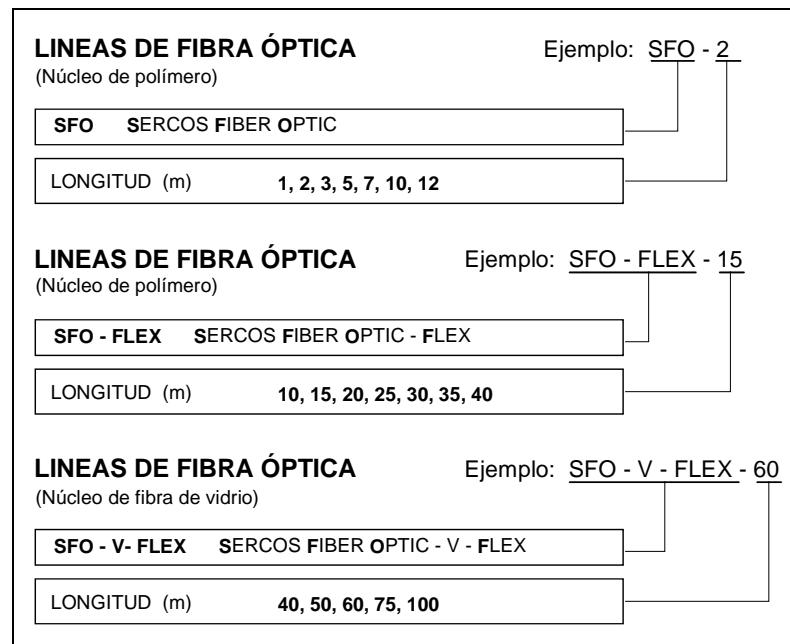 LINEAS DE FIBRA ÓPTICA Ejemplo: SFO - 2
(Núcleo de polímero)
SFO SERCOS FIBER OPTIC
LONGITUD (m) 1, 2, 3, 5, 7, 10, 12
LINEAS DE FIBRA ÓPTICA Ejemplo: SFO - FLEX - 15
(Núcleo de polímero)
SFO - FLEX SERCOS FIBER OPTIC - FLEX
LONGITUD (m) 10, 15, 20, 25, 30, 35, 40
LINEAS DE FIBRA ÓPTICA Ejemplo: SFO - V - FLEX - 60
(Núcleo de fibra de vidrio)
SFO - V- FLEX SERCOS FIBER OPTIC - V - FLEX
LONGITUD (m) 40, 50, 60, 75, 100